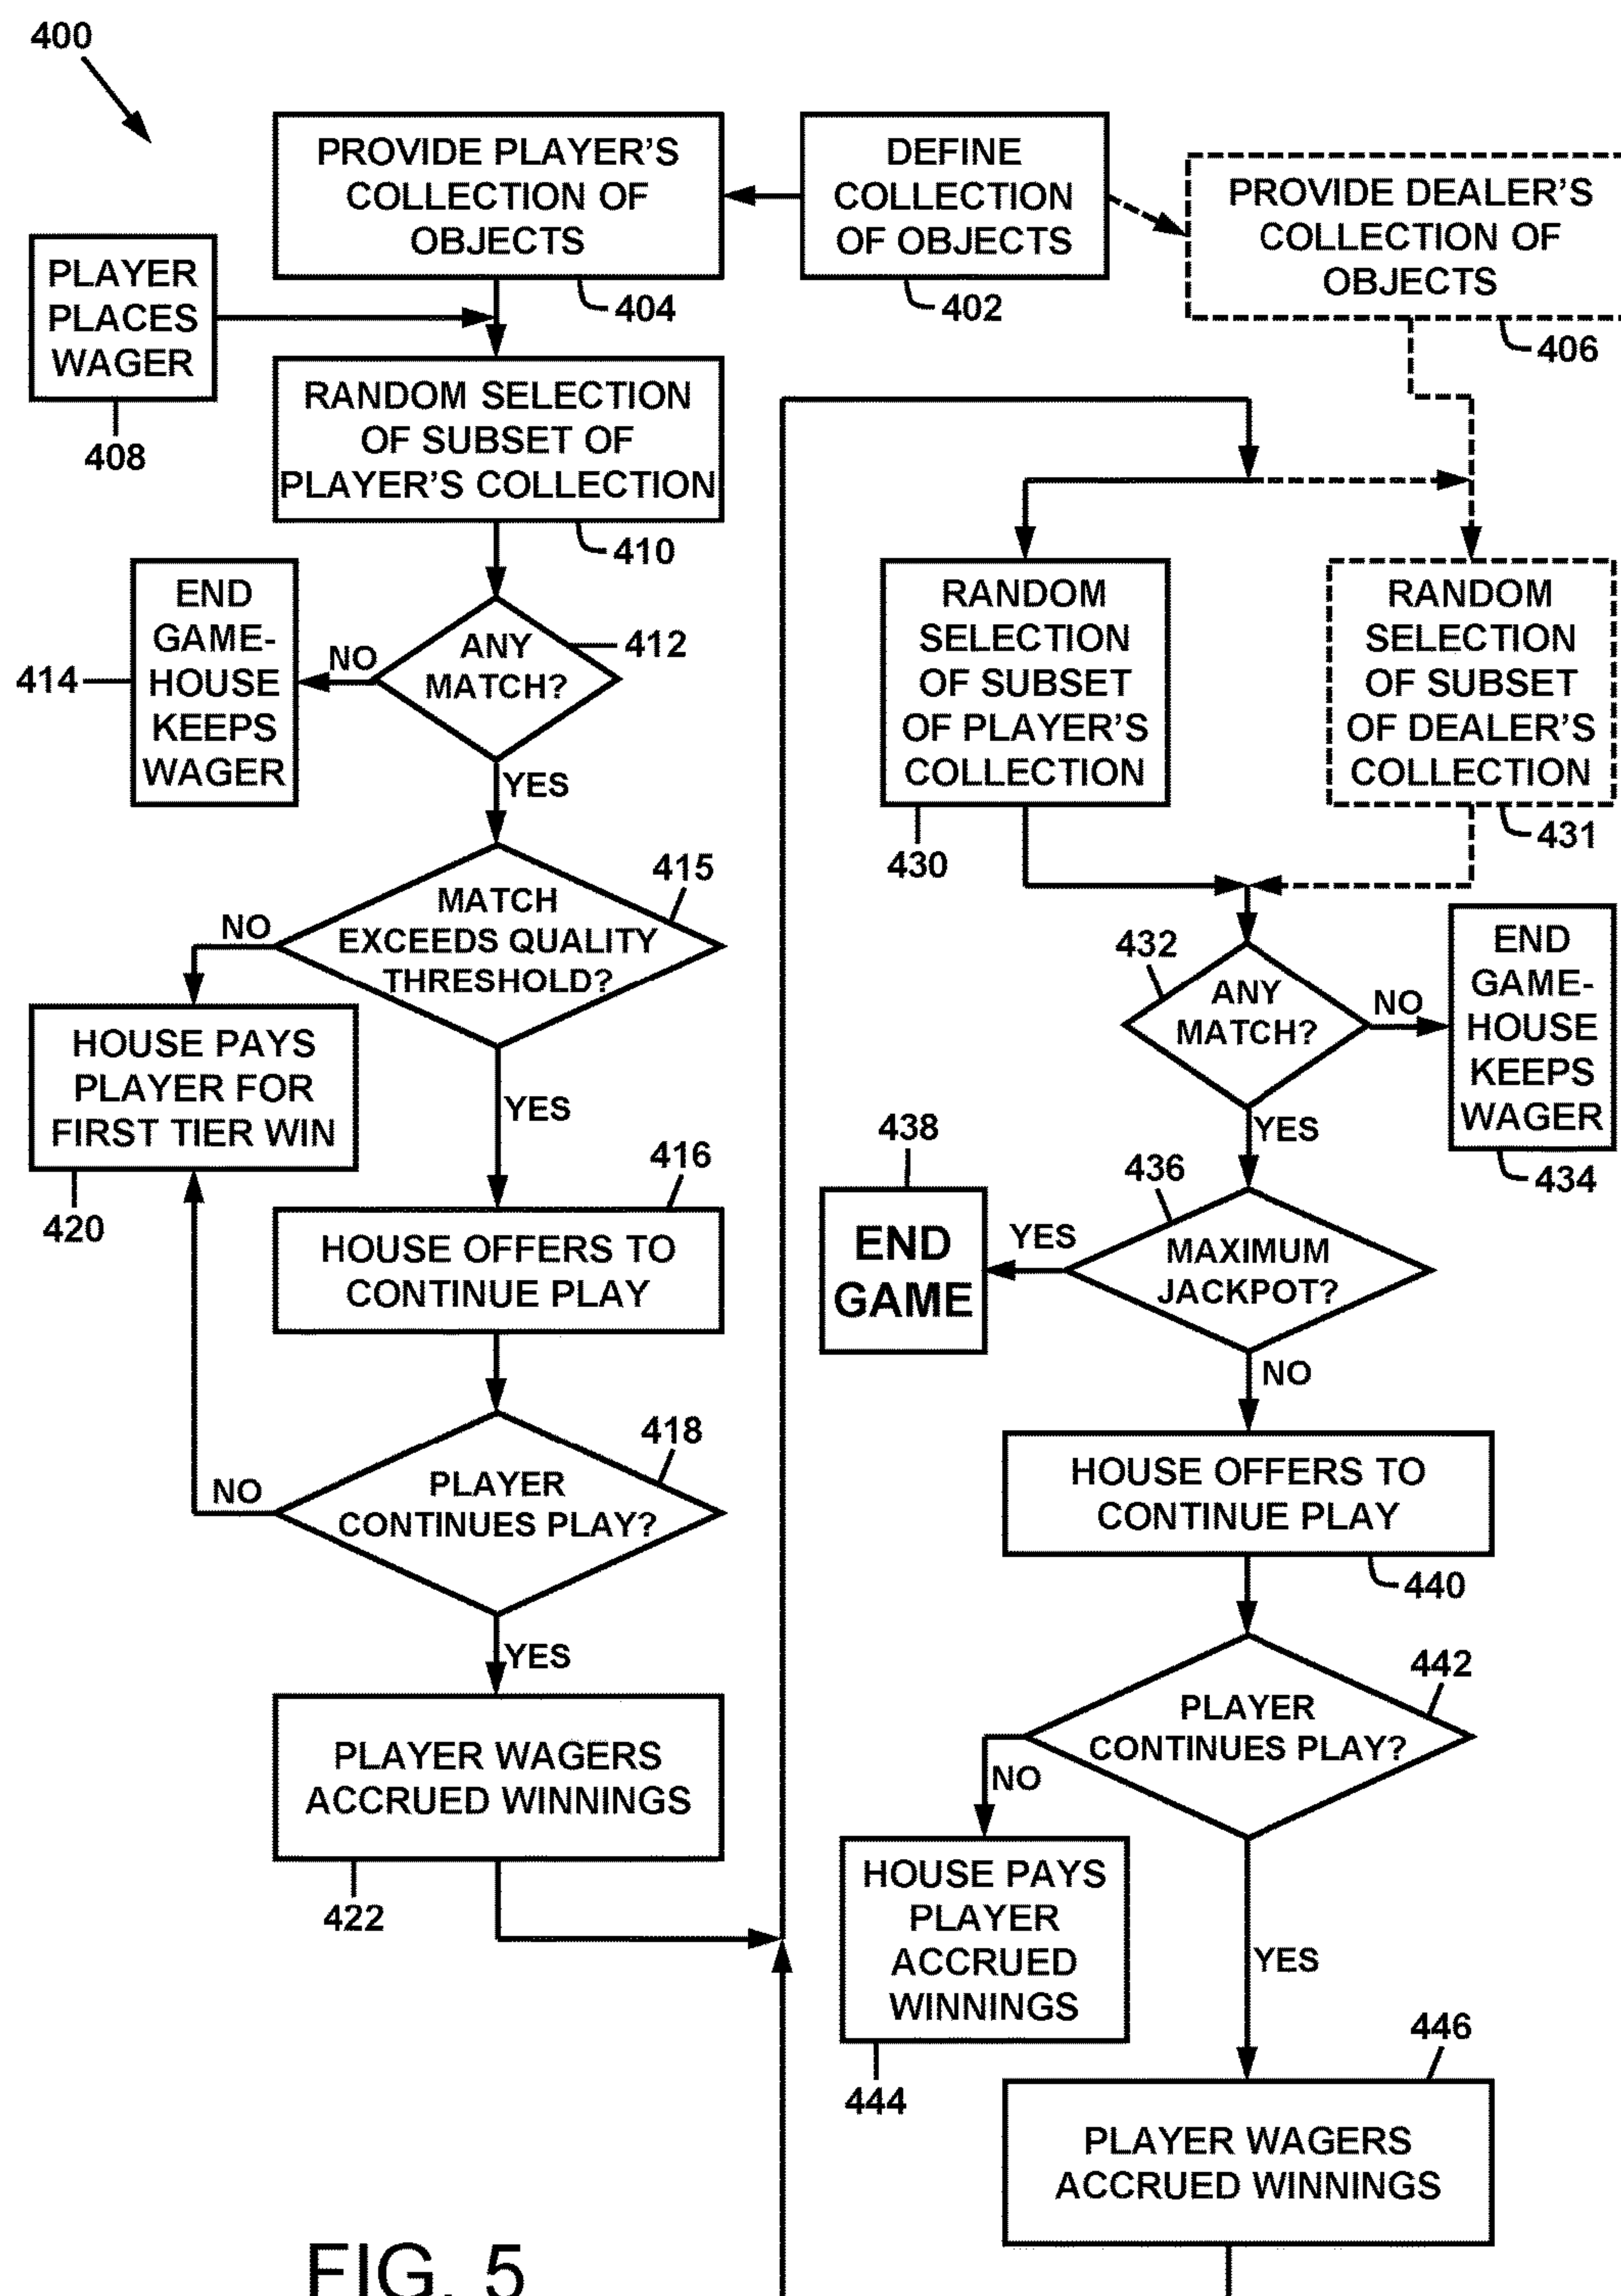 400
PROVIDE PLAYER'S
COLLECTION OF
OBJECTS
404
DEFINE
COLLECTION
OF OBJECTS
402
PROVIDE DEALER'S
COLLECTION OF
OBJECTS
406
PLAYER
PLACES
WAGER
408
RANDOM SELECTION
OF SUBSET OF
PLAYER'S COLLECTION
410
ANY
MATCH?
412
NO
YES
END
GAME-
HOUSE
KEEPS
WAGER
414
MATCH
EXCEEDS QUALITY
THRESHOLD?
415
NO
YES
HOUSE PAYS
PLAYER FOR
FIRST TIER WIN
420
416
HOUSE OFFERS TO
CONTINUE PLAY
418
PLAYER
CONTINUES PLAY?
NO
YES
PLAYER WAGERS
ACCRUED WINNINGS
422
RANDOM
SELECTION
OF SUBSET
OF PLAYER'S
COLLECTION
430
RANDOM
SELECTION
OF SUBSET
OF DEALER'S
COLLECTION
431
432
ANY
MATCH?
NO
YES
END
GAME-
HOUSE
KEEPS
WAGER
434
436
MAXIMUM
JACKPOT?
YES
NO
438
END
GAME
HOUSE OFFERS TO
CONTINUE PLAY
440
442
PLAYER
CONTINUES PLAY?
NO
YES
HOUSE PAYS
PLAYER
ACCRUED
WINNINGS
444
446
PLAYER WAGERS
ACCRUED WINNINGS
FIG. 5